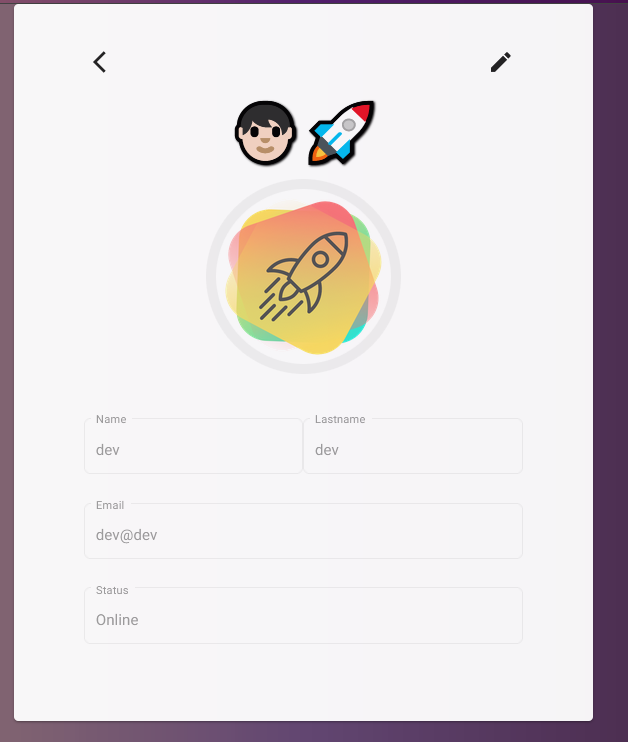 Name
Lastname
dev
dev
Email
dev@dev
Status
Online